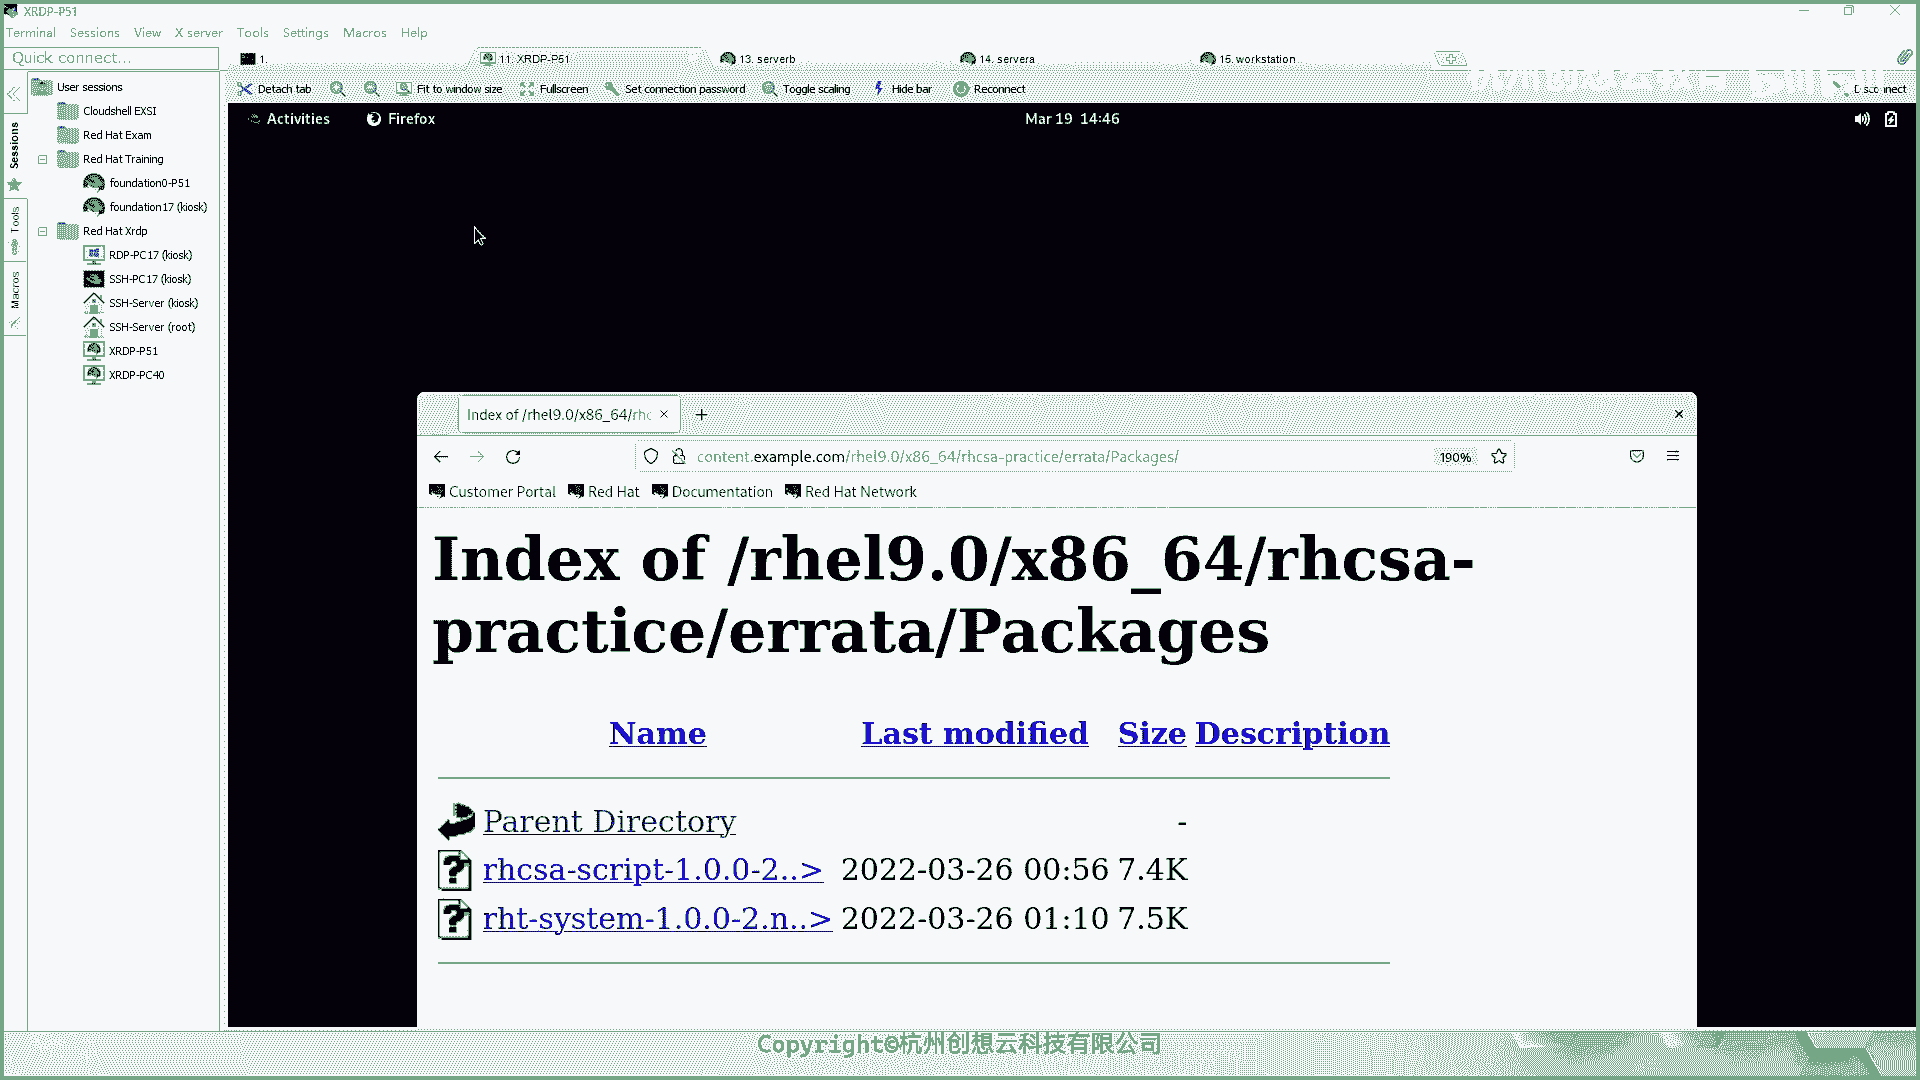 XRDP-P51
Terminal Sessions View X server Tools Settings Macros Help
Quick connect...
1.
11. XRDP-P51
13. serverb
14. servera
15. workstation
Detach tab Fit to window size Fullscreen Set connection password Toggle scaling Hide bar Reconnect
Sessions
Tools
Macros
User sessions
Cloudshell EXSI
Red Hat Exam
Red Hat Training
foundation0-P51
foundation17 (kiosk)
Red Hat Xrdp
RDP-PC17 (kiosk)
SSH-PC17 (kiosk)
SSH-Server (kiosk)
SSH-Server (root)
XRDP-P51
XRDP-PC40
Activities Firefox Mar 19 14:46
Index of /rhel9.0/x86_64/rhc
content.example.com/rhel9.0/x86_64/rhcsa-practice/errata/Packages/ 190%
Customer Portal Red Hat Documentation Red Hat Network
Index of /rhel9.0/x86_64/rhcsa-
practice/errata/Packages
Name Last modified Size Description
Parent Directory -
rhcsa-script-1.0.0-2..> 2022-03-26 00:56 7.4K
rht-system-1.0.0-2.n..> 2022-03-26 01:10 7.5K
Copyright©杭州创想云科技有限公司